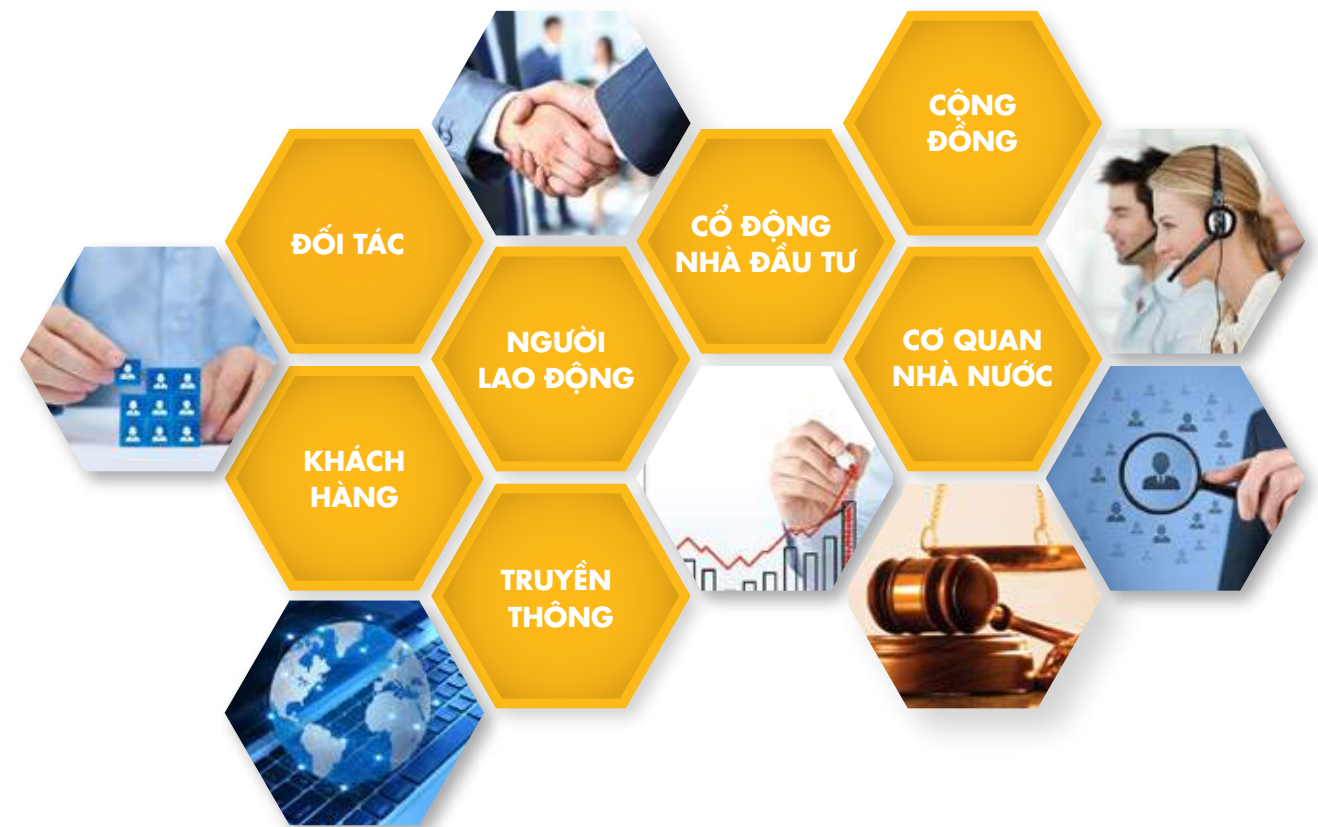 CỘNG
ĐỒNG
ĐỐI TÁC
CỔ ĐỘNG
NHÀ ĐẦU TƯ
NGƯỜI
LAO ĐỘNG
CƠ QUAN
NHÀ NƯỚC
KHÁCH
HÀNG
TRUYỀN
THÔNG